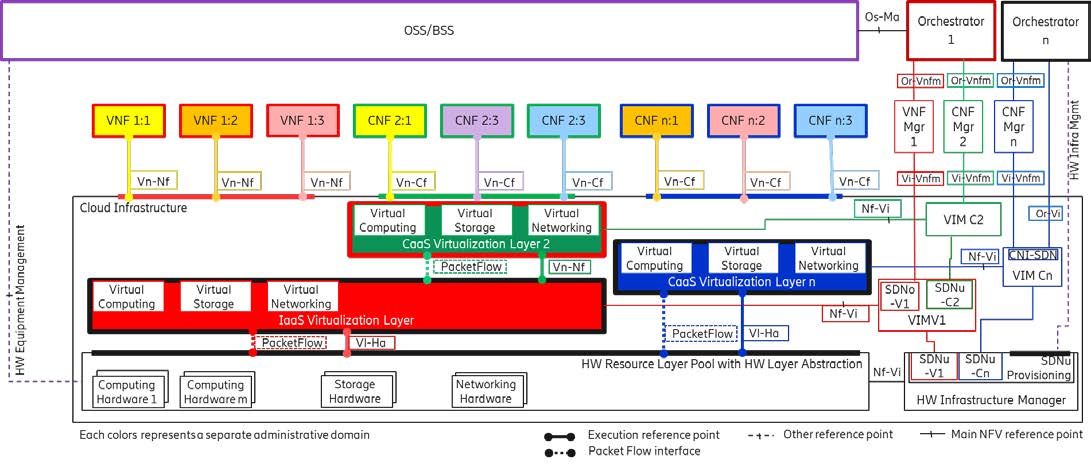 OSS/BSS
Os-Ma
Orchestrator
1
Orchestrator
n
Or-Vnfm
Or-Vnfm
Or-Vnfm
VNF 1:1
VNF 1:2
VNF 1:3
CNF 2:1
CNF 2:3
CNF 2:3
CNF n:1
CNF n:2
CNF n:3
VNF
Mgr
1
CNF
Mgr
2
CNF
Mgr
n
HW Infra Mgmt
Vn-Nf
Vn-Nf
Vn-Nf
Vn-Cf
Vn-Cf
Vn-Cf
Vn-Cf
Vn-Cf
Vn-Cf
Vi-Vnfm
Vi-Vnfm
Vi-Vnfm
Cloud Infrastructure
Virtual
Computing
Virtual
Storage
Virtual
Networking
CaaS Virtualization Layer 2
Nf-Vi
VIM C2
Or-Vi
Virtual
Computing
Virtual
Storage
Virtual
Networking
CaaS Virtualization Layer n
Nf-Vi
CNI-SDN
VIM Cn
PacketFlow
Vn-Nf
Virtual
Computing
Virtual
Storage
Virtual
Networking
IaaS Virtualization Layer
Nf-Vi
SDNo
-V1
SDNu
-C2
VIMV1
HW Equipment Management
PacketFlow
Vl-Ha
PacketFlow
Vl-Ha
HW Resource Layer Pool with HW Layer Abstraction
Computing
Hardware 1
Computing
Hardware m
Storage
Hardware
Networking
Hardware
Nf-Vi
SDNu
-V1
SDNu
-Cn
SDNu
Provisioning
HW Infrastructure Manager
Each colors represents a separate administrative domain
Execution reference point
Other reference point
Main NFV reference point
Packet Flow interface